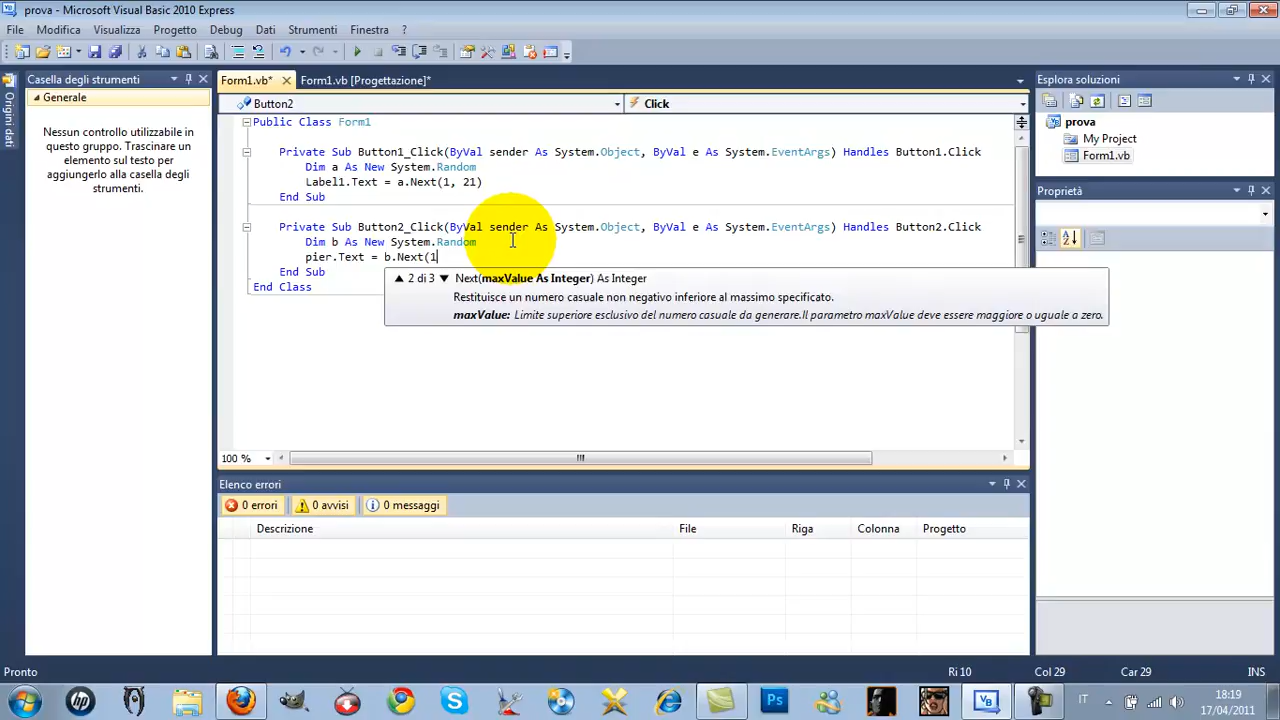 prova - Microsoft Visual Basic 2010 Express
File Modifica Visualizza Progetto Debug Dati Strumenti Finestra ?
Casella degli strumenti
Generale
Nessun controllo utilizzabile in
questo gruppo. Trascinare un
elemento sul testo per
aggiungerlo alla casella degli
strumenti.
Origini dati
Form1.vb* Form1.vb [Progettazione]*
Button2 Click
Public Class Form1
Private Sub Button1_Click(ByVal sender As System.Object, ByVal e As System.EventArgs) Handles Button1.Click
Dim a As New System.Random
Label1.Text = a.Next(1, 21)
End Sub
Private Sub Button2_Click(ByVal sender As System.Object, ByVal e As System.EventArgs) Handles Button2.Click
Dim b As New System.Random
pier.Text = b.Next(1
End Sub
End Class
2 di 3 Next(maxValue As Integer) As Integer
Restituisce un numero casuale non negativo inferiore al massimo specificato.
maxValue: Limite superiore esclusivo del numero casuale da generare.Il parametro maxValue deve essere maggiore o uguale a zero.
100 %
Elenco errori
0 errori 0 avvisi 0 messaggi
Descrizione File Riga Colonna Progetto
Esplora soluzioni
prova
My Project
Form1.vb
Proprietà
Pronto Ri 10 Col 29 Car 29 INS
IT 18:19
17/04/2011